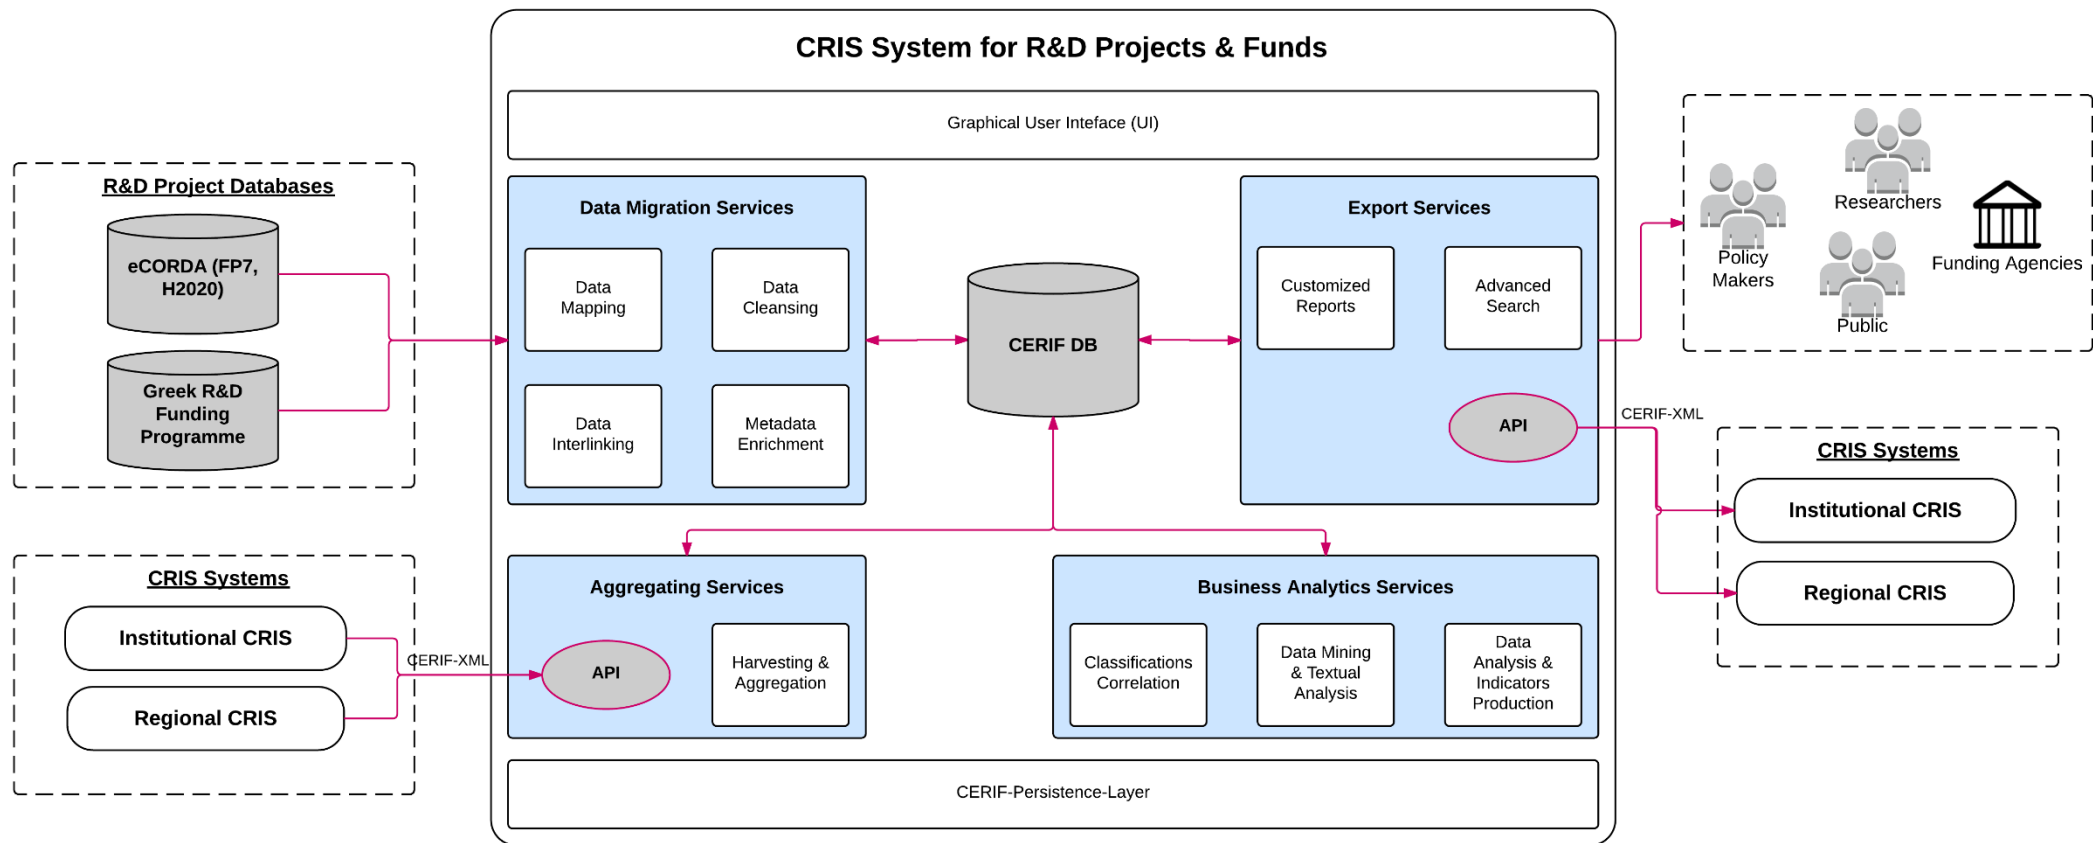 CRIS System for R&D Projects & Funds
Graphical User Inteface (UI)
R&D Project Databases
eCORDA (FP7,
H2020)
Greek R&D
Funding
Programme
CRIS Systems
Institutional CRIS
Regional CRIS
CERIF-XML
Data Migration Services
Data
Mapping
Data
Cleansing
Data
Interlinking
Metadata
Enrichment
CERIF DB
Export Services
Customized
Reports
Advanced
Search
API
Aggregating Services
API
Harvesting &
Aggregation
Business Analytics Services
Classifications
Correlation
Data Mining
& Textual
Analysis
Data
Analysis &
Indicators
Production
CERIF-Persistence-Layer
Researchers
Policy
Makers
Funding Agencies
Public
CERIF-XML
CRIS Systems
Institutional CRIS
Regional CRIS